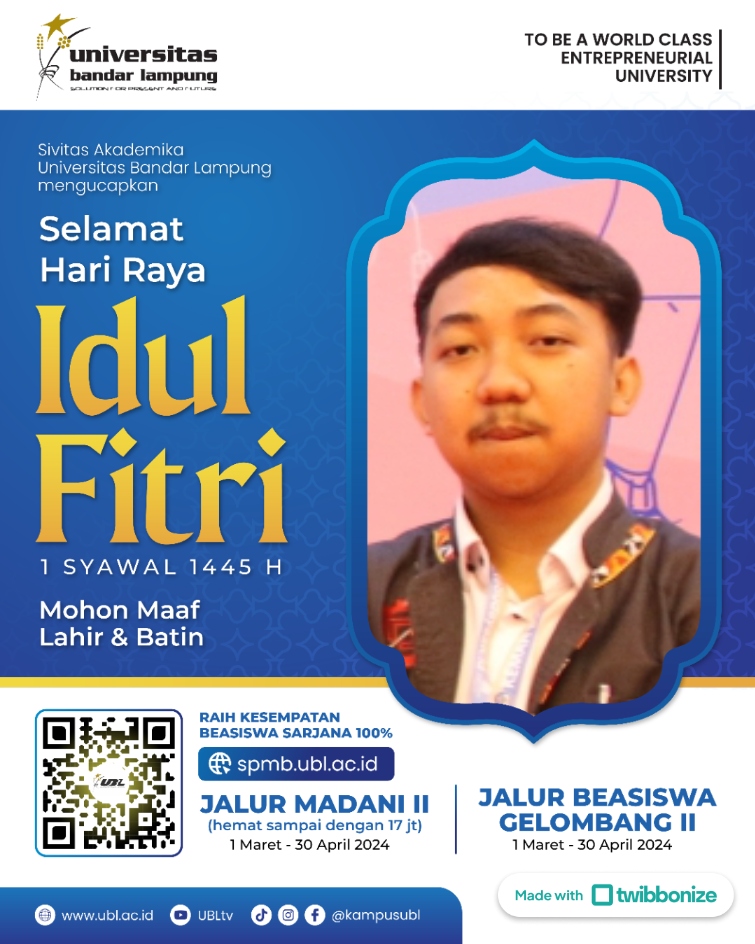 universitas
bandar lampung
SOLUTION FOR PRESENT AND FUTURE
TO BE A WORLD CLASS
ENTREPRENEURIAL
UNIVERSITY
Sivitas Akademika
Universitas Bandar Lampung
mengucapkan
Selamat
Hari Raya
Idul
Fitri
1 SYAWAL 1445 H
Mohon Maaf
Lahir & Batin
RAIH KESEMPATAN
BEASISWA SARJANA 100%
spmb.ubl.ac.id
UBL
JALUR MADANI II
(hemat sampai dengan 17 jt)
1 Maret - 30 April 2024
JALUR BEASISWA
GELOMBANG II
1 Maret - 30 April 2024
www.ubl.ac.id
UBLtv
@kampusubl
Made with twibbonize